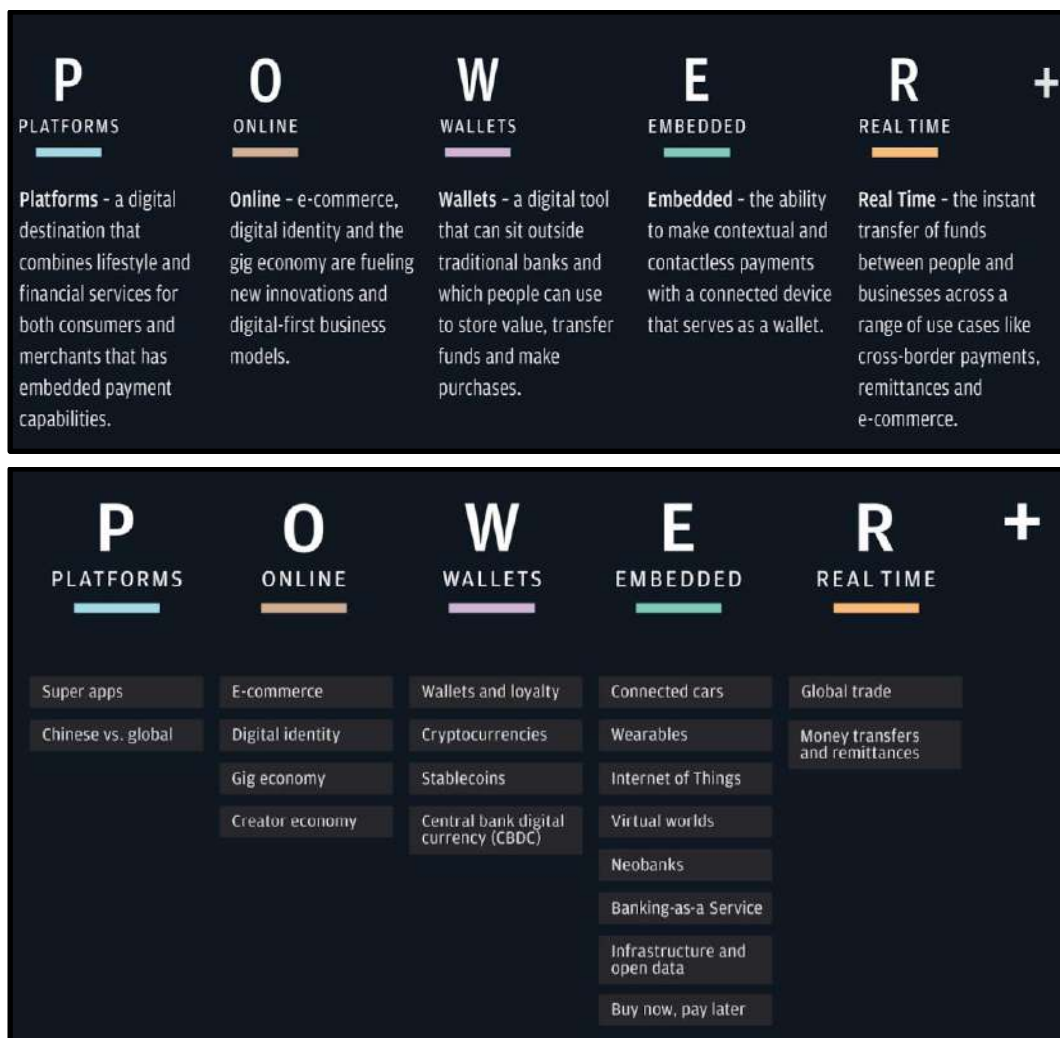 P
O
W
E
R
+
PLATFORMS
ONLINE
WALLETS
EMBEDDED
REAL TIME
Platforms - a digital
destination that
combines lifestyle and
financial services for
both consumers and
merchants that has
embedded payment
capabilities.
Online - e-commerce,
digital identity and the
gig economy are fueling
new innovations and
digital-first business
models.
Wallets - a digital tool
that can sit outside
traditional banks and
which people can use
to store value, transfer
funds and make
purchases.
Embedded - the ability
to make contextual and
contactless payments
with a connected device
that serves as a wallet.
Real Time - the instant
transfer of funds
between people and
businesses across a
range of use cases like
cross-border payments,
remittances and
e-commerce.
P
O
W
E
R
+
PLATFORMS
ONLINE
WALLETS
EMBEDDED
REAL TIME
Super apps
Chinese vs. global
E-commerce
Digital identity
Gig economy
Creator economy
Wallets and loyalty
Cryptocurrencies
Stablecoins
Central bank digital
currency (CBDC)
Connected cars
Wearables
Internet of Things
Virtual worlds
Neobanks
Banking-as-a Service
Infrastructure and
open data
Buy now, pay later
Global trade
Money transfers
and remittances